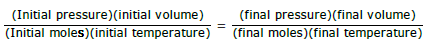 (Initial pressure)(initial volume) = (final pressure)(final volume)
(Initial moles)(initial temperature) (final moles)(final temperature)